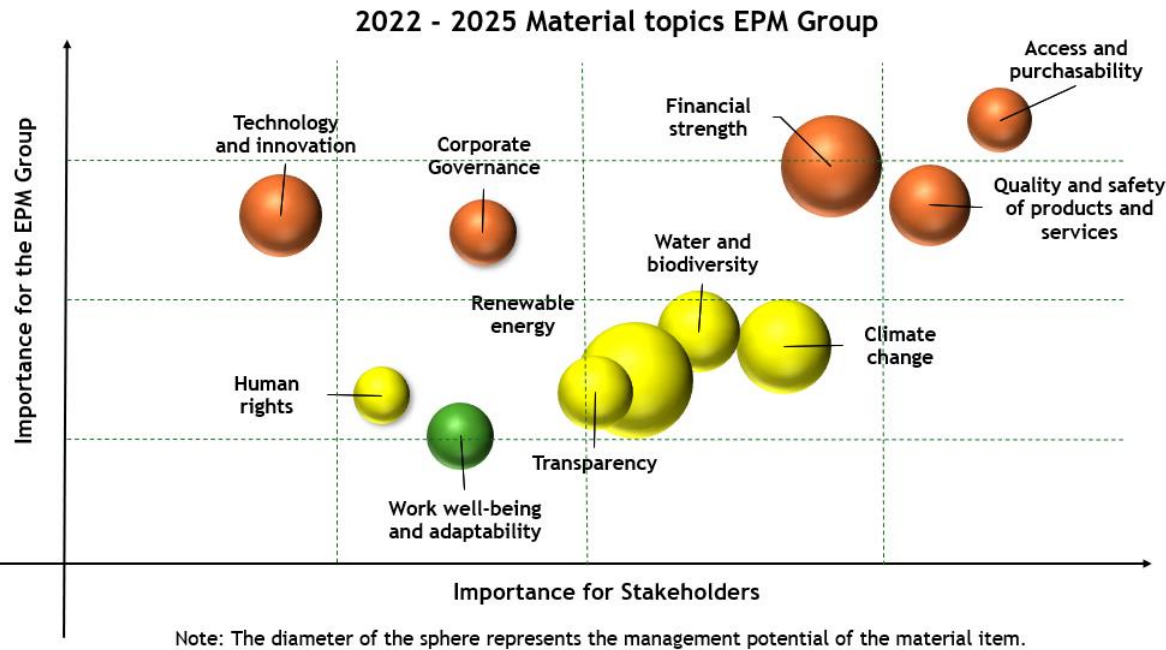 2022 - 2025 Material topics EPM Group
Access and
purchasability
Financial
strength
Technology
and innovation
Corporate
Governance
Quality and safety
of products and
services
Water and
biodiversity
Renewable
energy
Climate
change
Human
rights
Transparency
Work well-being
and adaptability
Importance for the EPM Group
Importance for Stakeholders
Note: The diameter of the sphere represents the management potential of the material item.